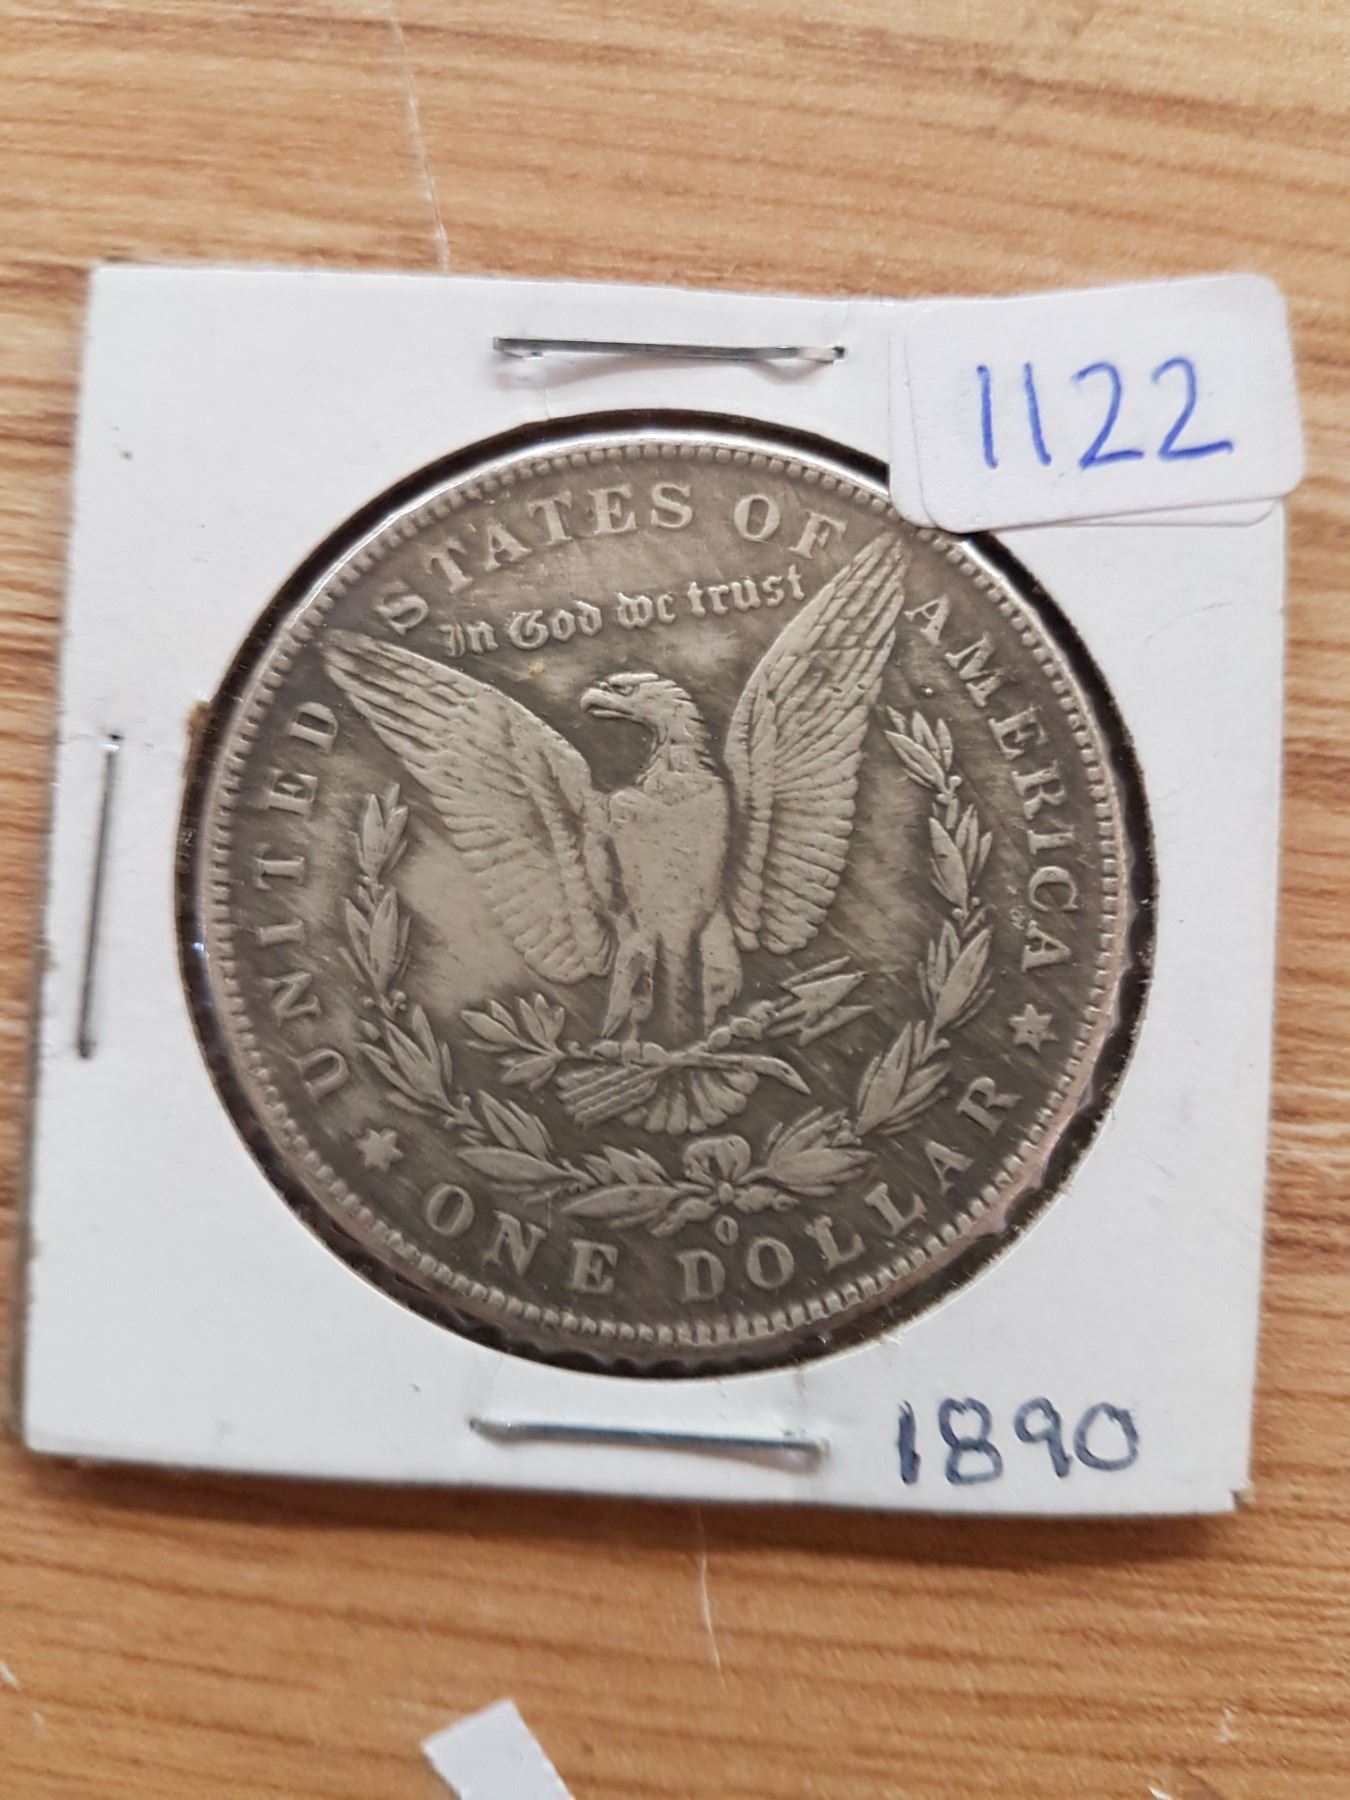 1122
UNITED STATES OF AMERICA
In God we trust
O
ONE DOLLAR
1890